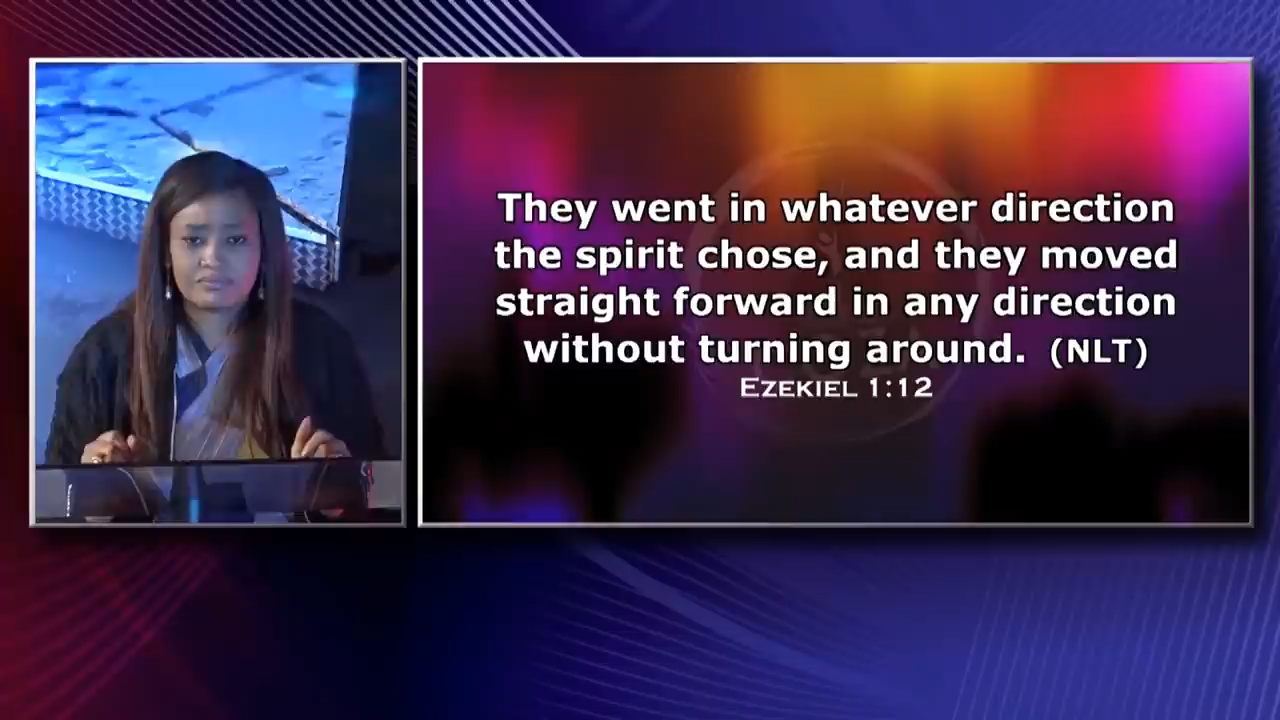 They went in whatever direction
the spirit chose, and they moved
straight forward in any direction
without turning around. (NLT)
Ezekiel 1:12